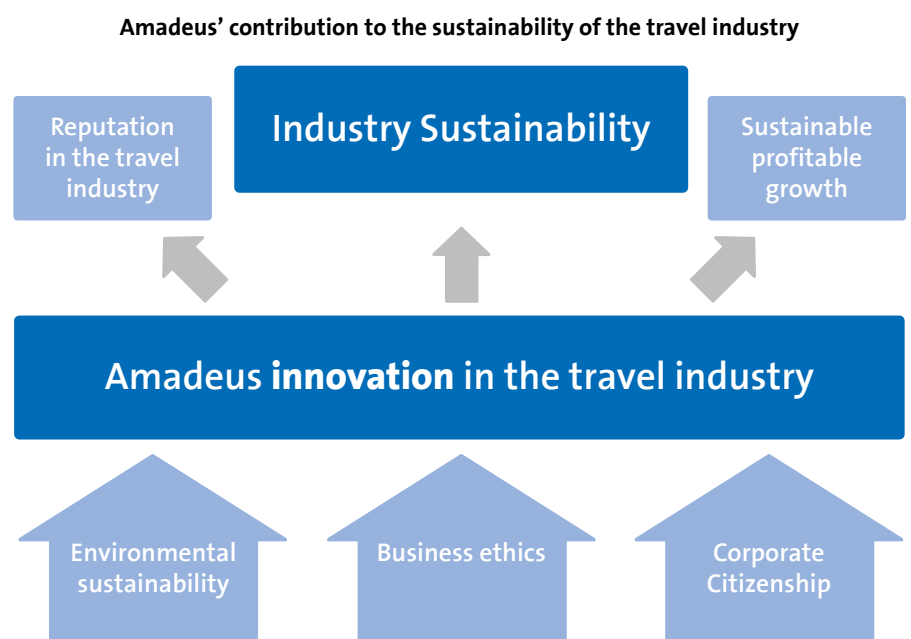 Amadeus’ contribution to the sustainability of the travel industry
Reputation
in the travel
industry
Industry Sustainability
Sustainable
profitable
growth
Amadeus innovation in the travel industry
Environmental
sustainability
Business ethics
Corporate
Citizenship